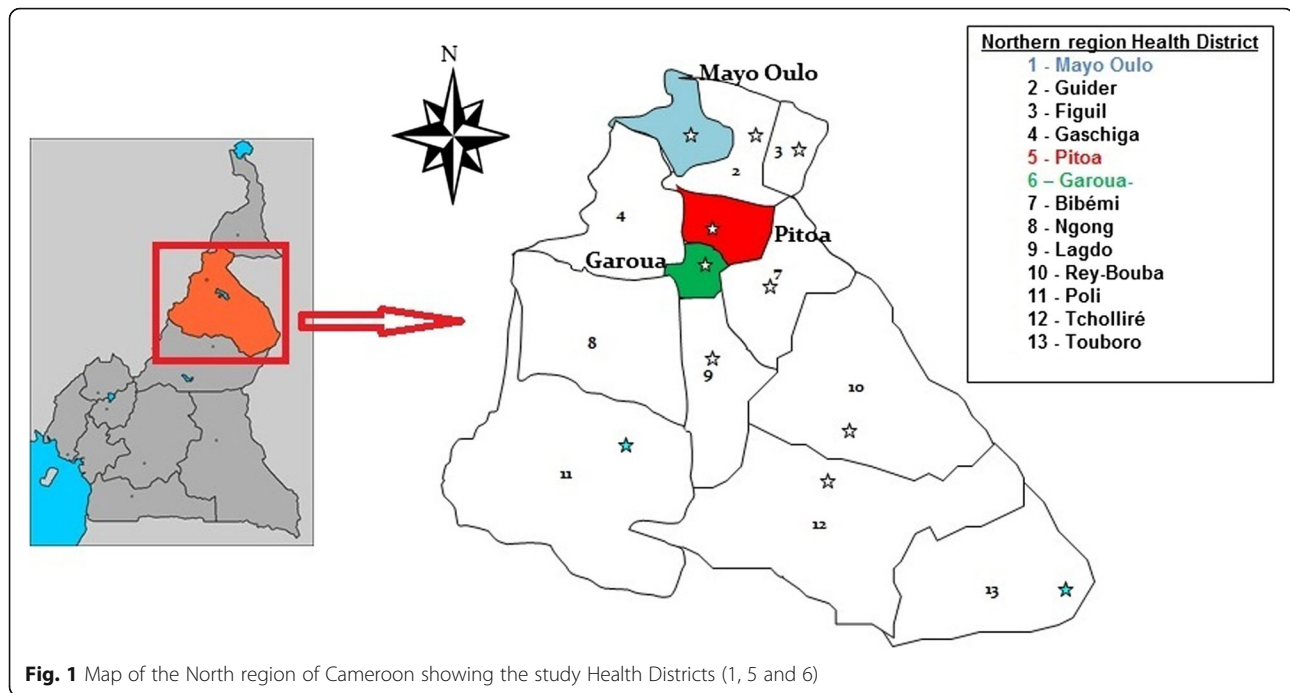 N
Mayo Oulo
3
2
4
Pitoa
Garoua
7
8
9
10
11
12
13
Northern region Health District
1 - Mayo Oulo
2 - Guider
3 - Figuil
4 - Gaschiga
5 - Pitoa
6 – Garoua-
7 - Bibémi
8 - Ngong
9 - Lagdo
10 - Rey-Bouba
11 - Poli
12 - Tcholliré
13 - Touboro
Fig. 1 Map of the North region of Cameroon showing the study Health Districts (1, 5 and 6)